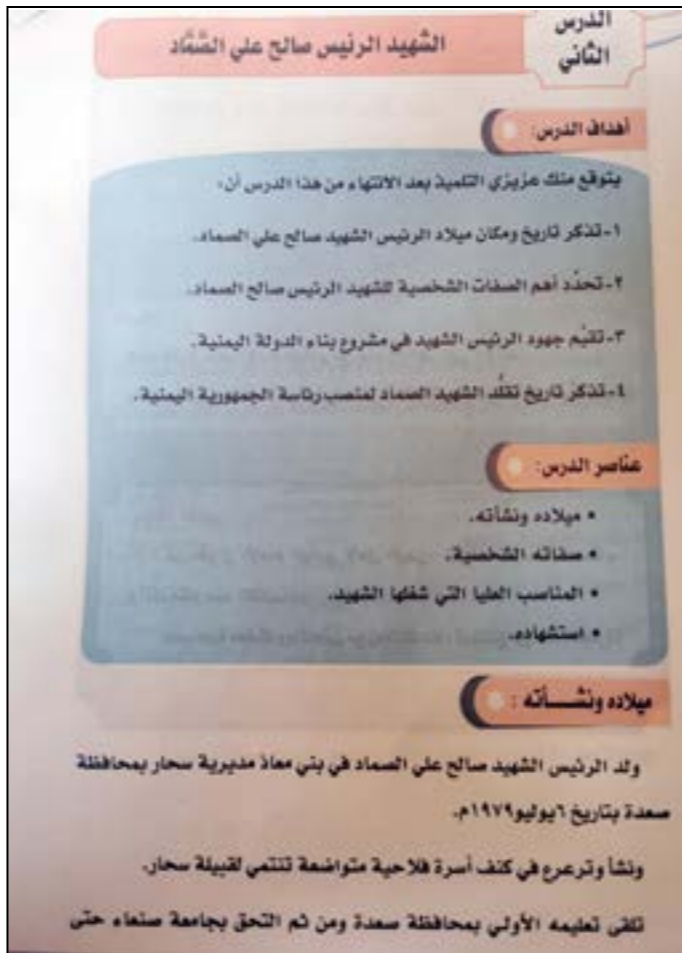 الدرس
الثاني
الشهيد الرئيس صالح علي الصَّمَّاد
أهداف الدرس:
يتوقع منك عزيزي التلميذ بعد الانتهاء من هذا الدرس أن:
١- تذكر تاريخ ومكان ميلاد الرئيس الشهيد صالح علي الصماد.
٢- تحدّد أهم الصفات الشخصية للشهيد الرئيس صالح الصماد.
٣- تقيّم جهود الرئيس الشهيد في مشروع بناء الدولة اليمنية.
٤- تذكر تاريخ تقلّد الشهيد الصماد لمنصب رئاسة الجمهورية اليمنية.
عناصر الدرس:
• ميلاده ونشأته.
• صفاته الشخصية.
• المناصب العليا التي شغلها الشهيد.
• استشهاده.
ميلاده ونشـــأته :
ولد الرئيس الشهيد صالح علي الصماد في بني معاذ مديرية سحار بمحافظة
صعدة بتاريخ ٦يوليو١٩٧٩م.
ونشأ وترعرع في كنف أسرة فلاحية متواضعة تنتمي لقبيلة سحار.
تلقى تعليمه الأولي بمحافظة صعدة ومن ثم التحق بجامعة صنعاء حتى